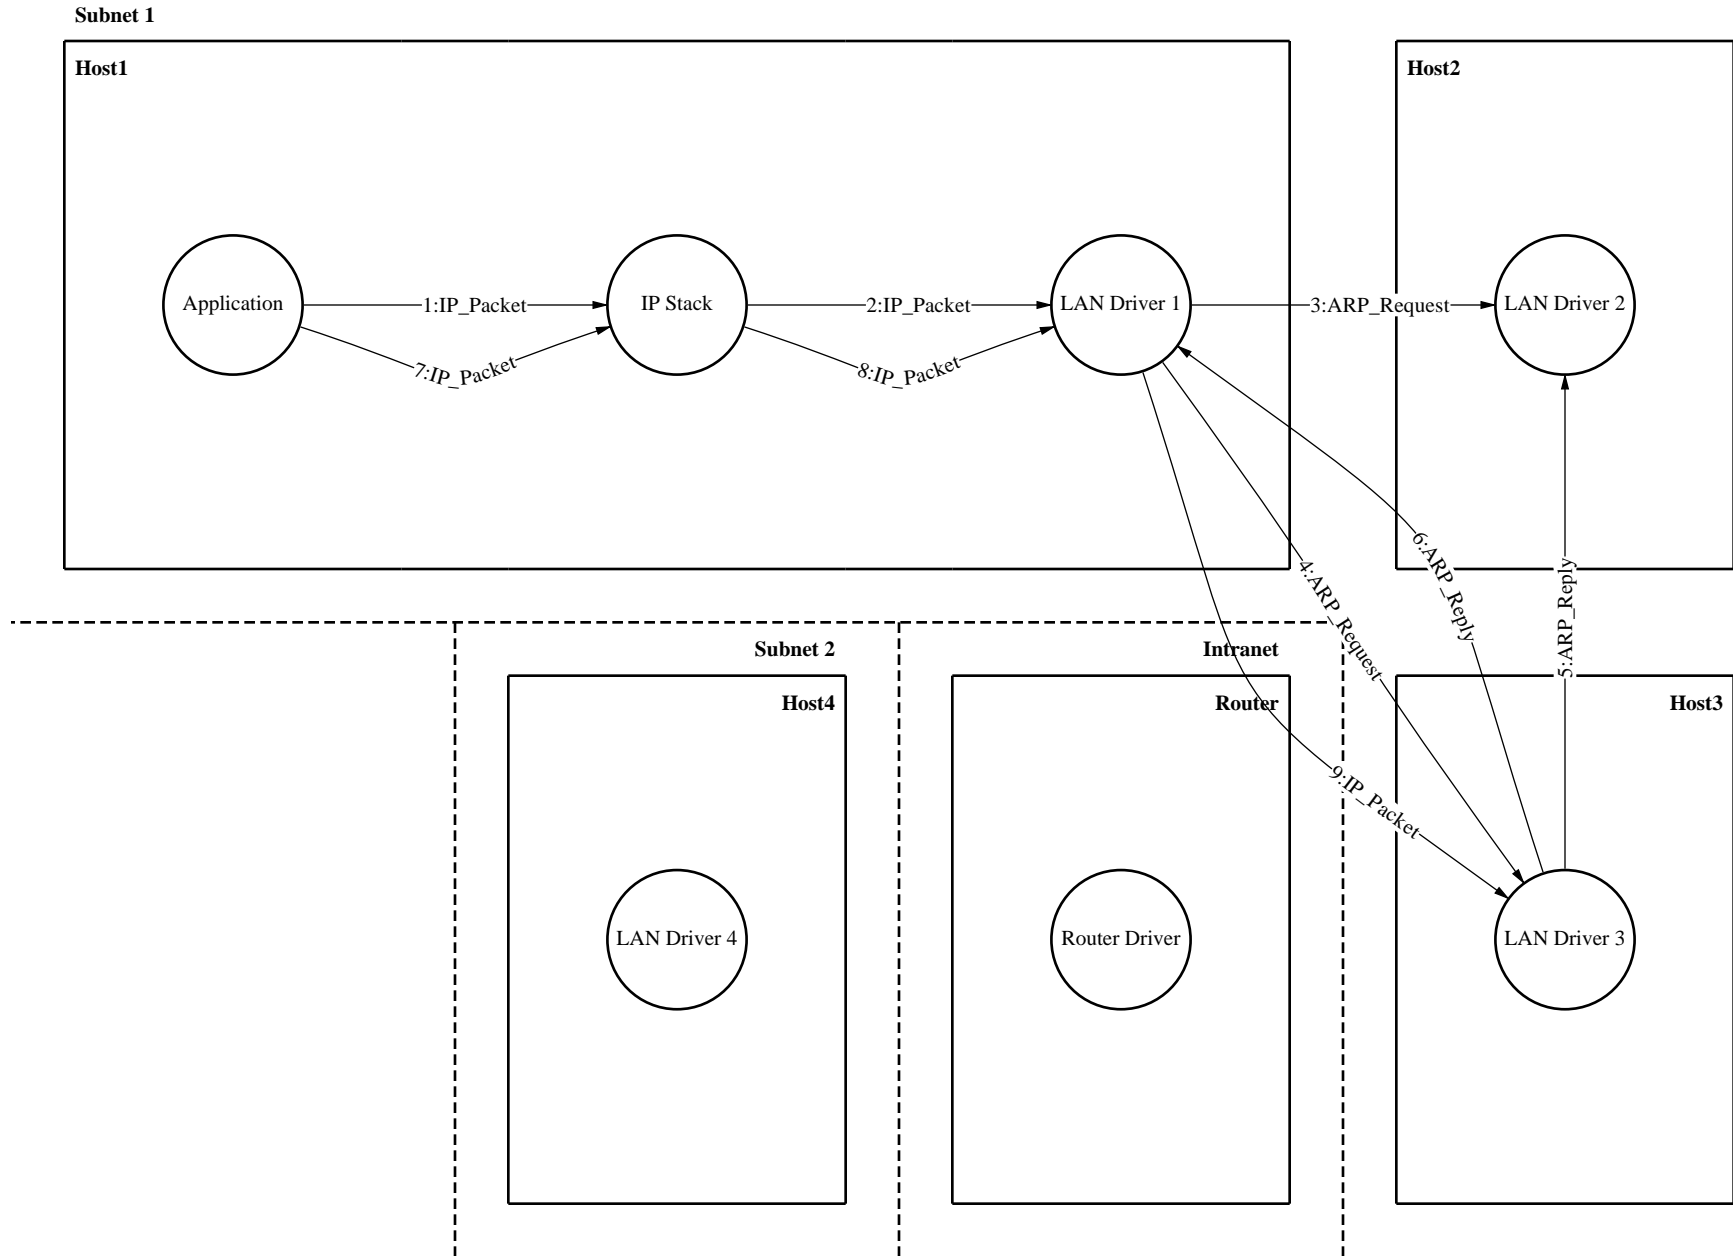 Subnet 1
Host1
Host2
Application
1:IP_Packet
IP Stack
2:IP_Packet
LAN Driver 1
3:ARP_Request
LAN Driver 2
7:IP_Packet
8:IP_Packet
4:ARP_Request
6:ARP_Reply
5:ARP_Reply
Subnet 2
Intranet
Host4
Router
Host3
9:IP_Packet
LAN Driver 4
Router Driver
LAN Driver 3